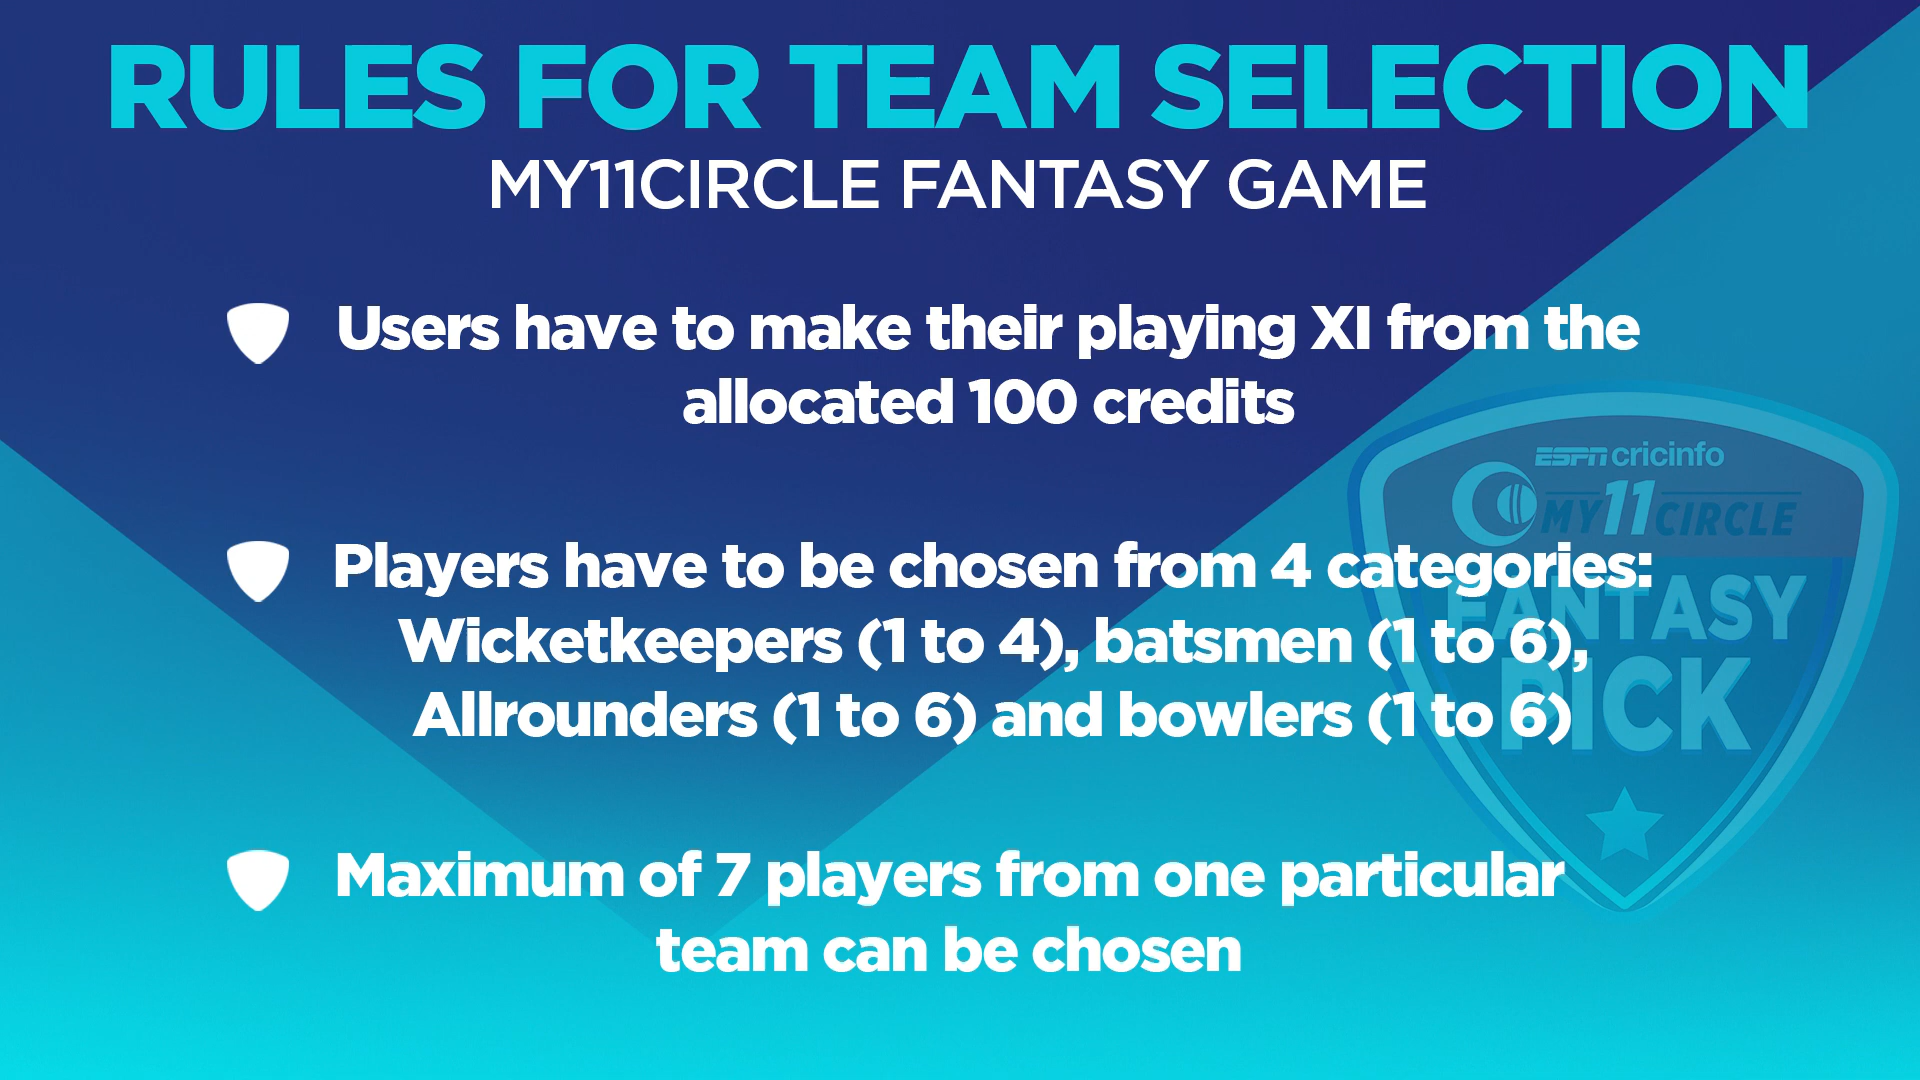 RULES FOR TEAM SELECTION
MY11CIRCLE FANTASY GAME
Users have to make their playing XI from the
allocated 100 credits
ESPN cricinfo
MY11CIRCLE
Players have to be chosen from 4 categories:
Wicketkeepers (1 to 4), batsmen (1 to 6),
Allrounders (1 to 6) and bowlers (1 to 6)
FANTASY
PICK
Maximum of 7 players from one particular
team can be chosen